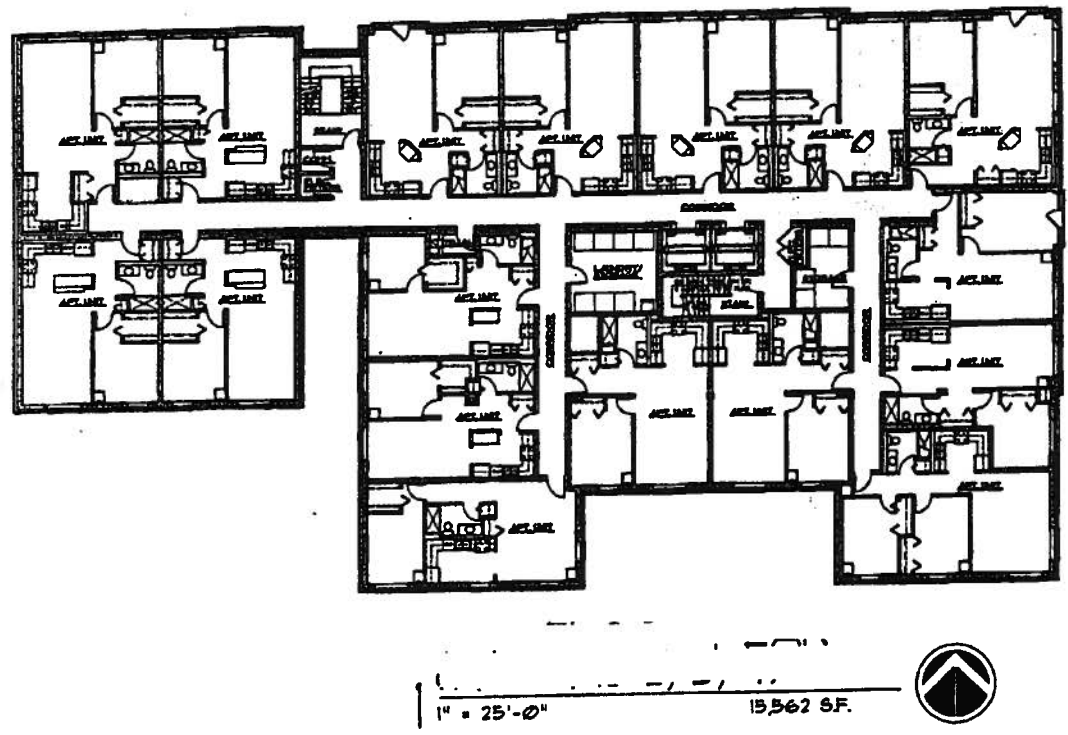 APT. UNIT
APT. UNIT
APT. UNIT
APT. UNIT
APT. UNIT
APT. UNIT
APT. UNIT
STAIR
CORRIDOR
APT. UNIT
APT. UNIT
APT. UNIT
LAUNDRY
STAIR
APT. UNIT
CORRIDOR
CORRIDOR
APT. UNIT
APT. UNIT
APT. UNIT
APT. UNIT
APT. UNIT
APT. UNIT
1" = 25'-0"
15,562 S.F.